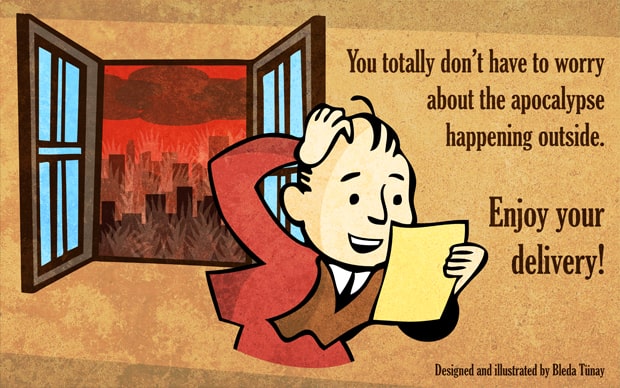 You totally don't have to worry
about the apocalypse
happening outside.
Enjoy your
delivery!
Designed and illustrated by Bleda Tünay